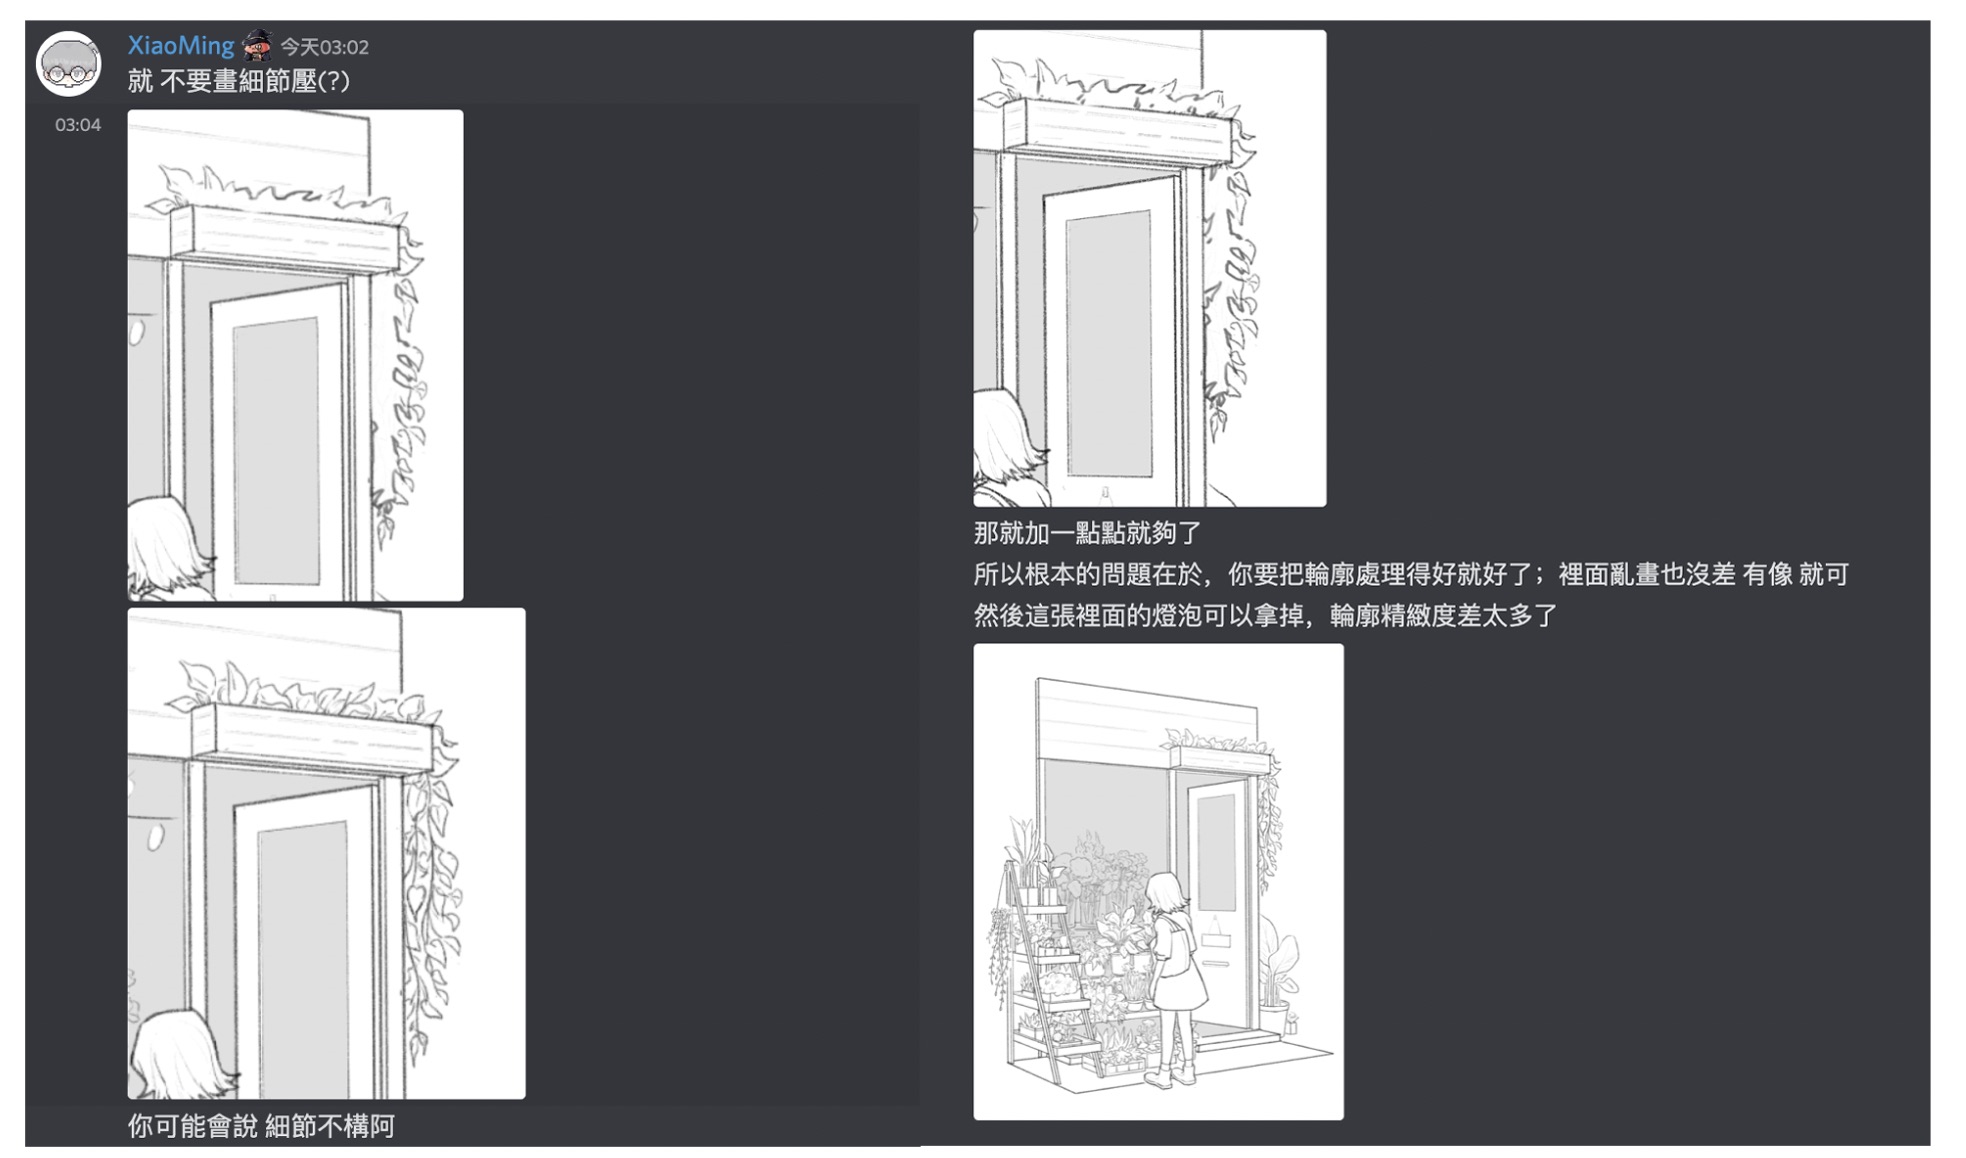 XiaoMing 今天03:02
就 不要畫細節壓(?)
03:04
你可能會說 細節不構阿
那就加一點點就夠了
所以根本的問題在於，你要把輪廓處理得好就好了；裡面亂畫也沒差 有像 就可
然後這張裡面的燈泡可以拿掉，輪廓精緻度差太多了